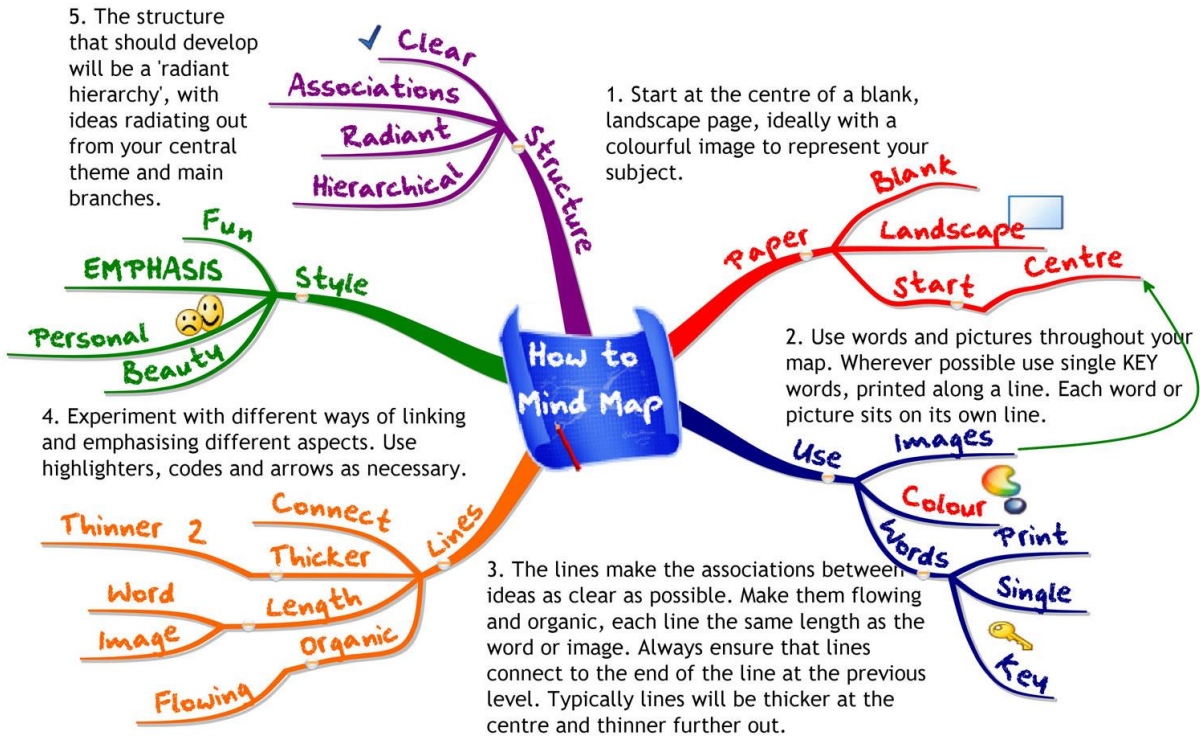 How to
Mind Map
1. Start at the centre of a blank,
landscape page, ideally with a
colourful image to represent your
subject.
Paper
Blank
Landscape
Start
Centre
2. Use words and pictures throughout your
map. Wherever possible use single KEY
words, printed along a line. Each word or
picture sits on its own line.
Use
Images
Colour
Words
Print
Single
Key
3. The lines make the associations between
ideas as clear as possible. Make them flowing
and organic, each line the same length as the
word or image. Always ensure that lines
connect to the end of the line at the previous
level. Typically lines will be thicker at the
centre and thinner further out.
Lines
Connect
Thicker
Thinner 2
Length
Word
Image
Organic
Flowing
4. Experiment with different ways of linking
and emphasising different aspects. Use
highlighters, codes and arrows as necessary.
Style
Fun
EMPHASIS
Personal
Beauty
5. The structure
that should develop
will be a 'radiant
hierarchy', with
ideas radiating out
from your central
theme and main
branches.
Structure
Clear
Associations
Radiant
Hierarchical